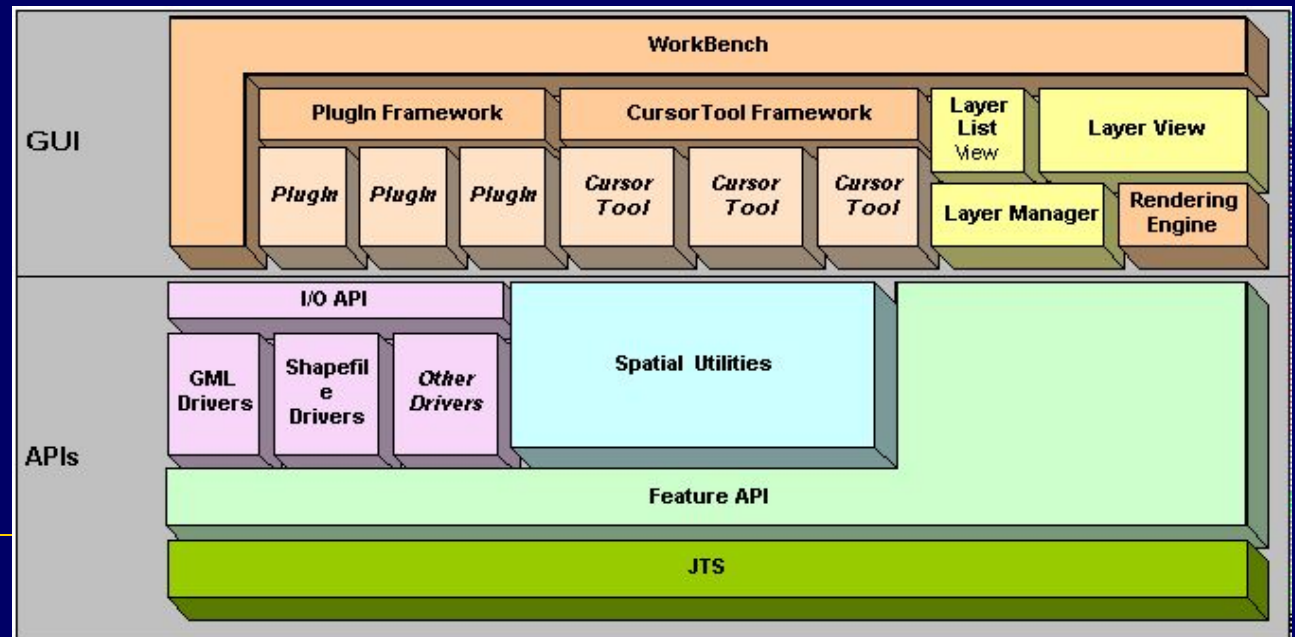 WorkBench
GUI
PlugIn Framework
CursorTool Framework
Layer
List
View
Layer View
PlugIn
PlugIn
PlugIn
Cursor
Tool
Cursor
Tool
Cursor
Tool
Layer Manager
Rendering
Engine
APIs
I/O API
GML
Drivers
Shapefil
e
Drivers
Other
Drivers
Spatial Utilities
Feature API
JTS